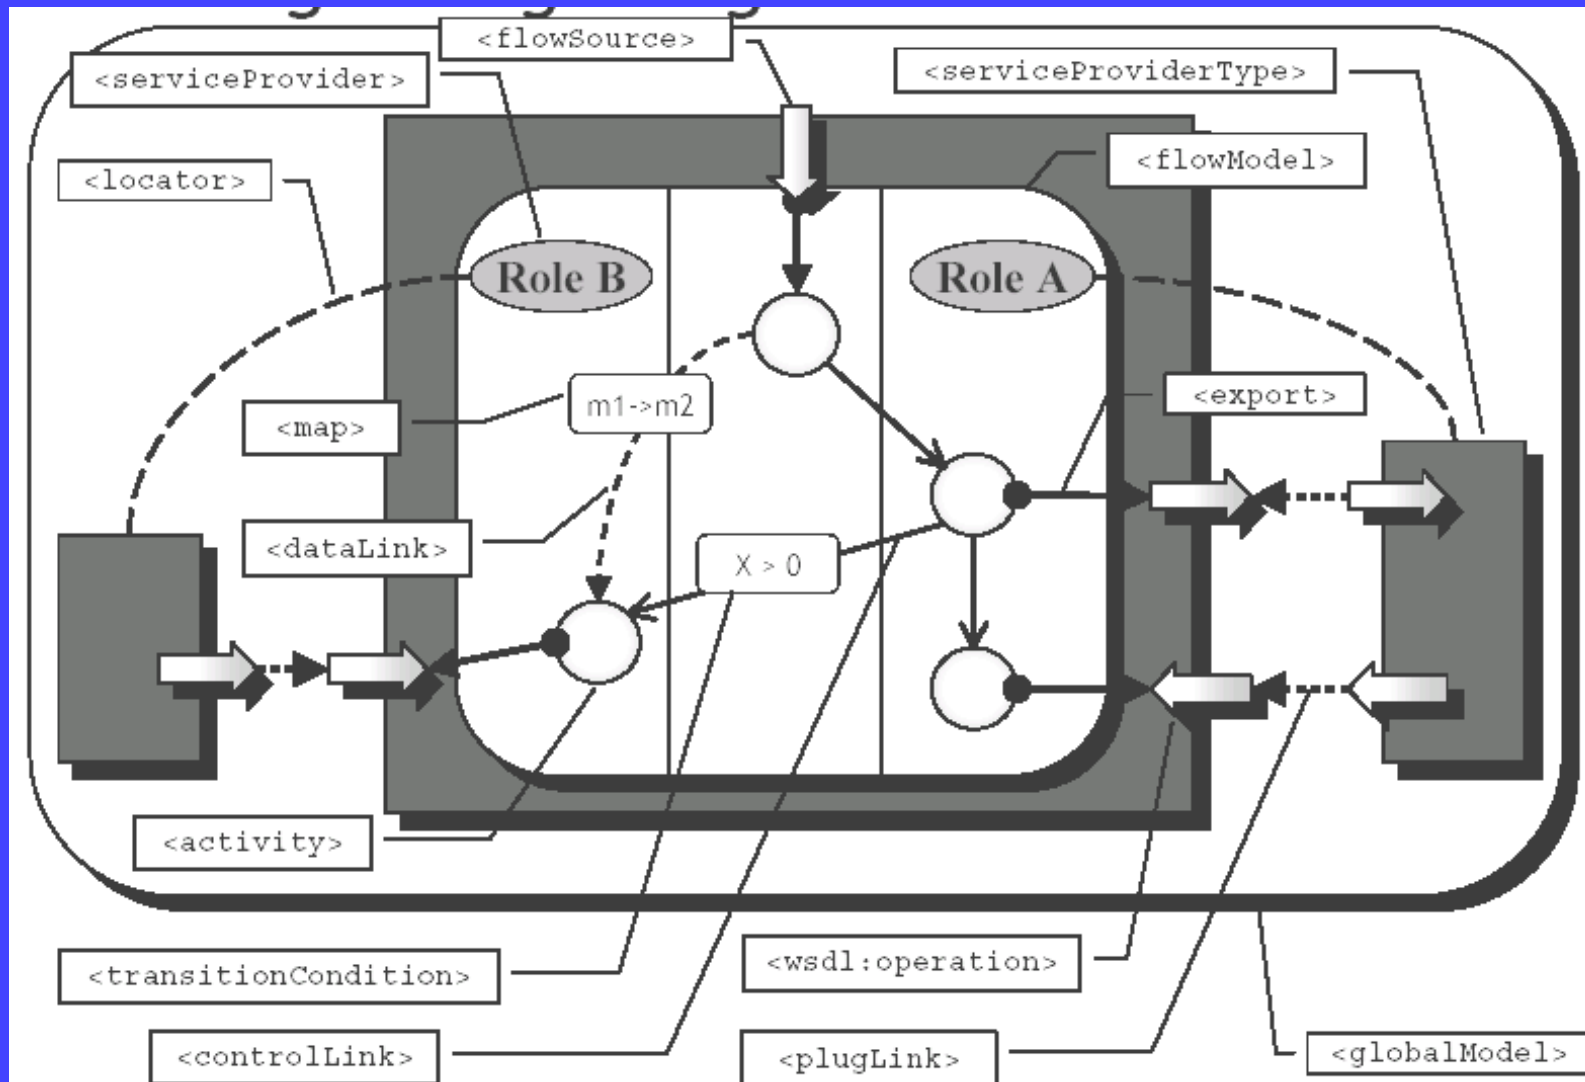 <flowSource>
<serviceProvider>
<serviceProviderType>
<flowModel>
<locator>
Role B
Role A
m1->m2
<export>
<map>
<dataLink>
X > 0
<activity>
<transitionCondition>
<wsdl:operation>
<controlLink>
<plugLink>
<globalModel>